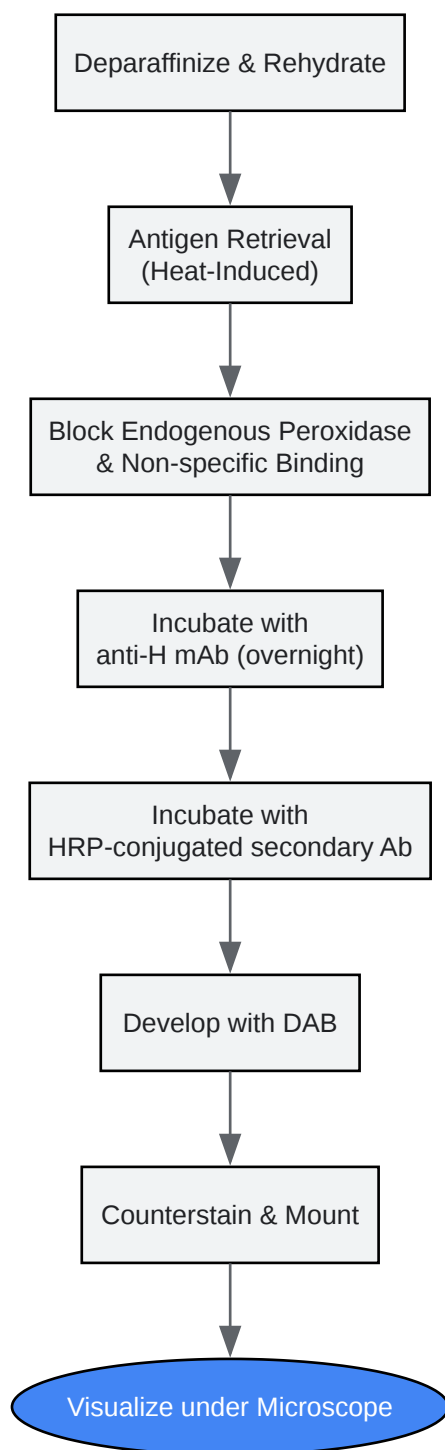 Deparaffinize & Rehydrate
Antigen Retrieval
(Heat-Induced)
Block Endogenous Peroxidase
& Non-specific Binding
Incubate with
anti-H mAb (overnight)
Incubate with
HRP-conjugated secondary Ab
Develop with DAB
Counterstain & Mount
Visualize under Microscope